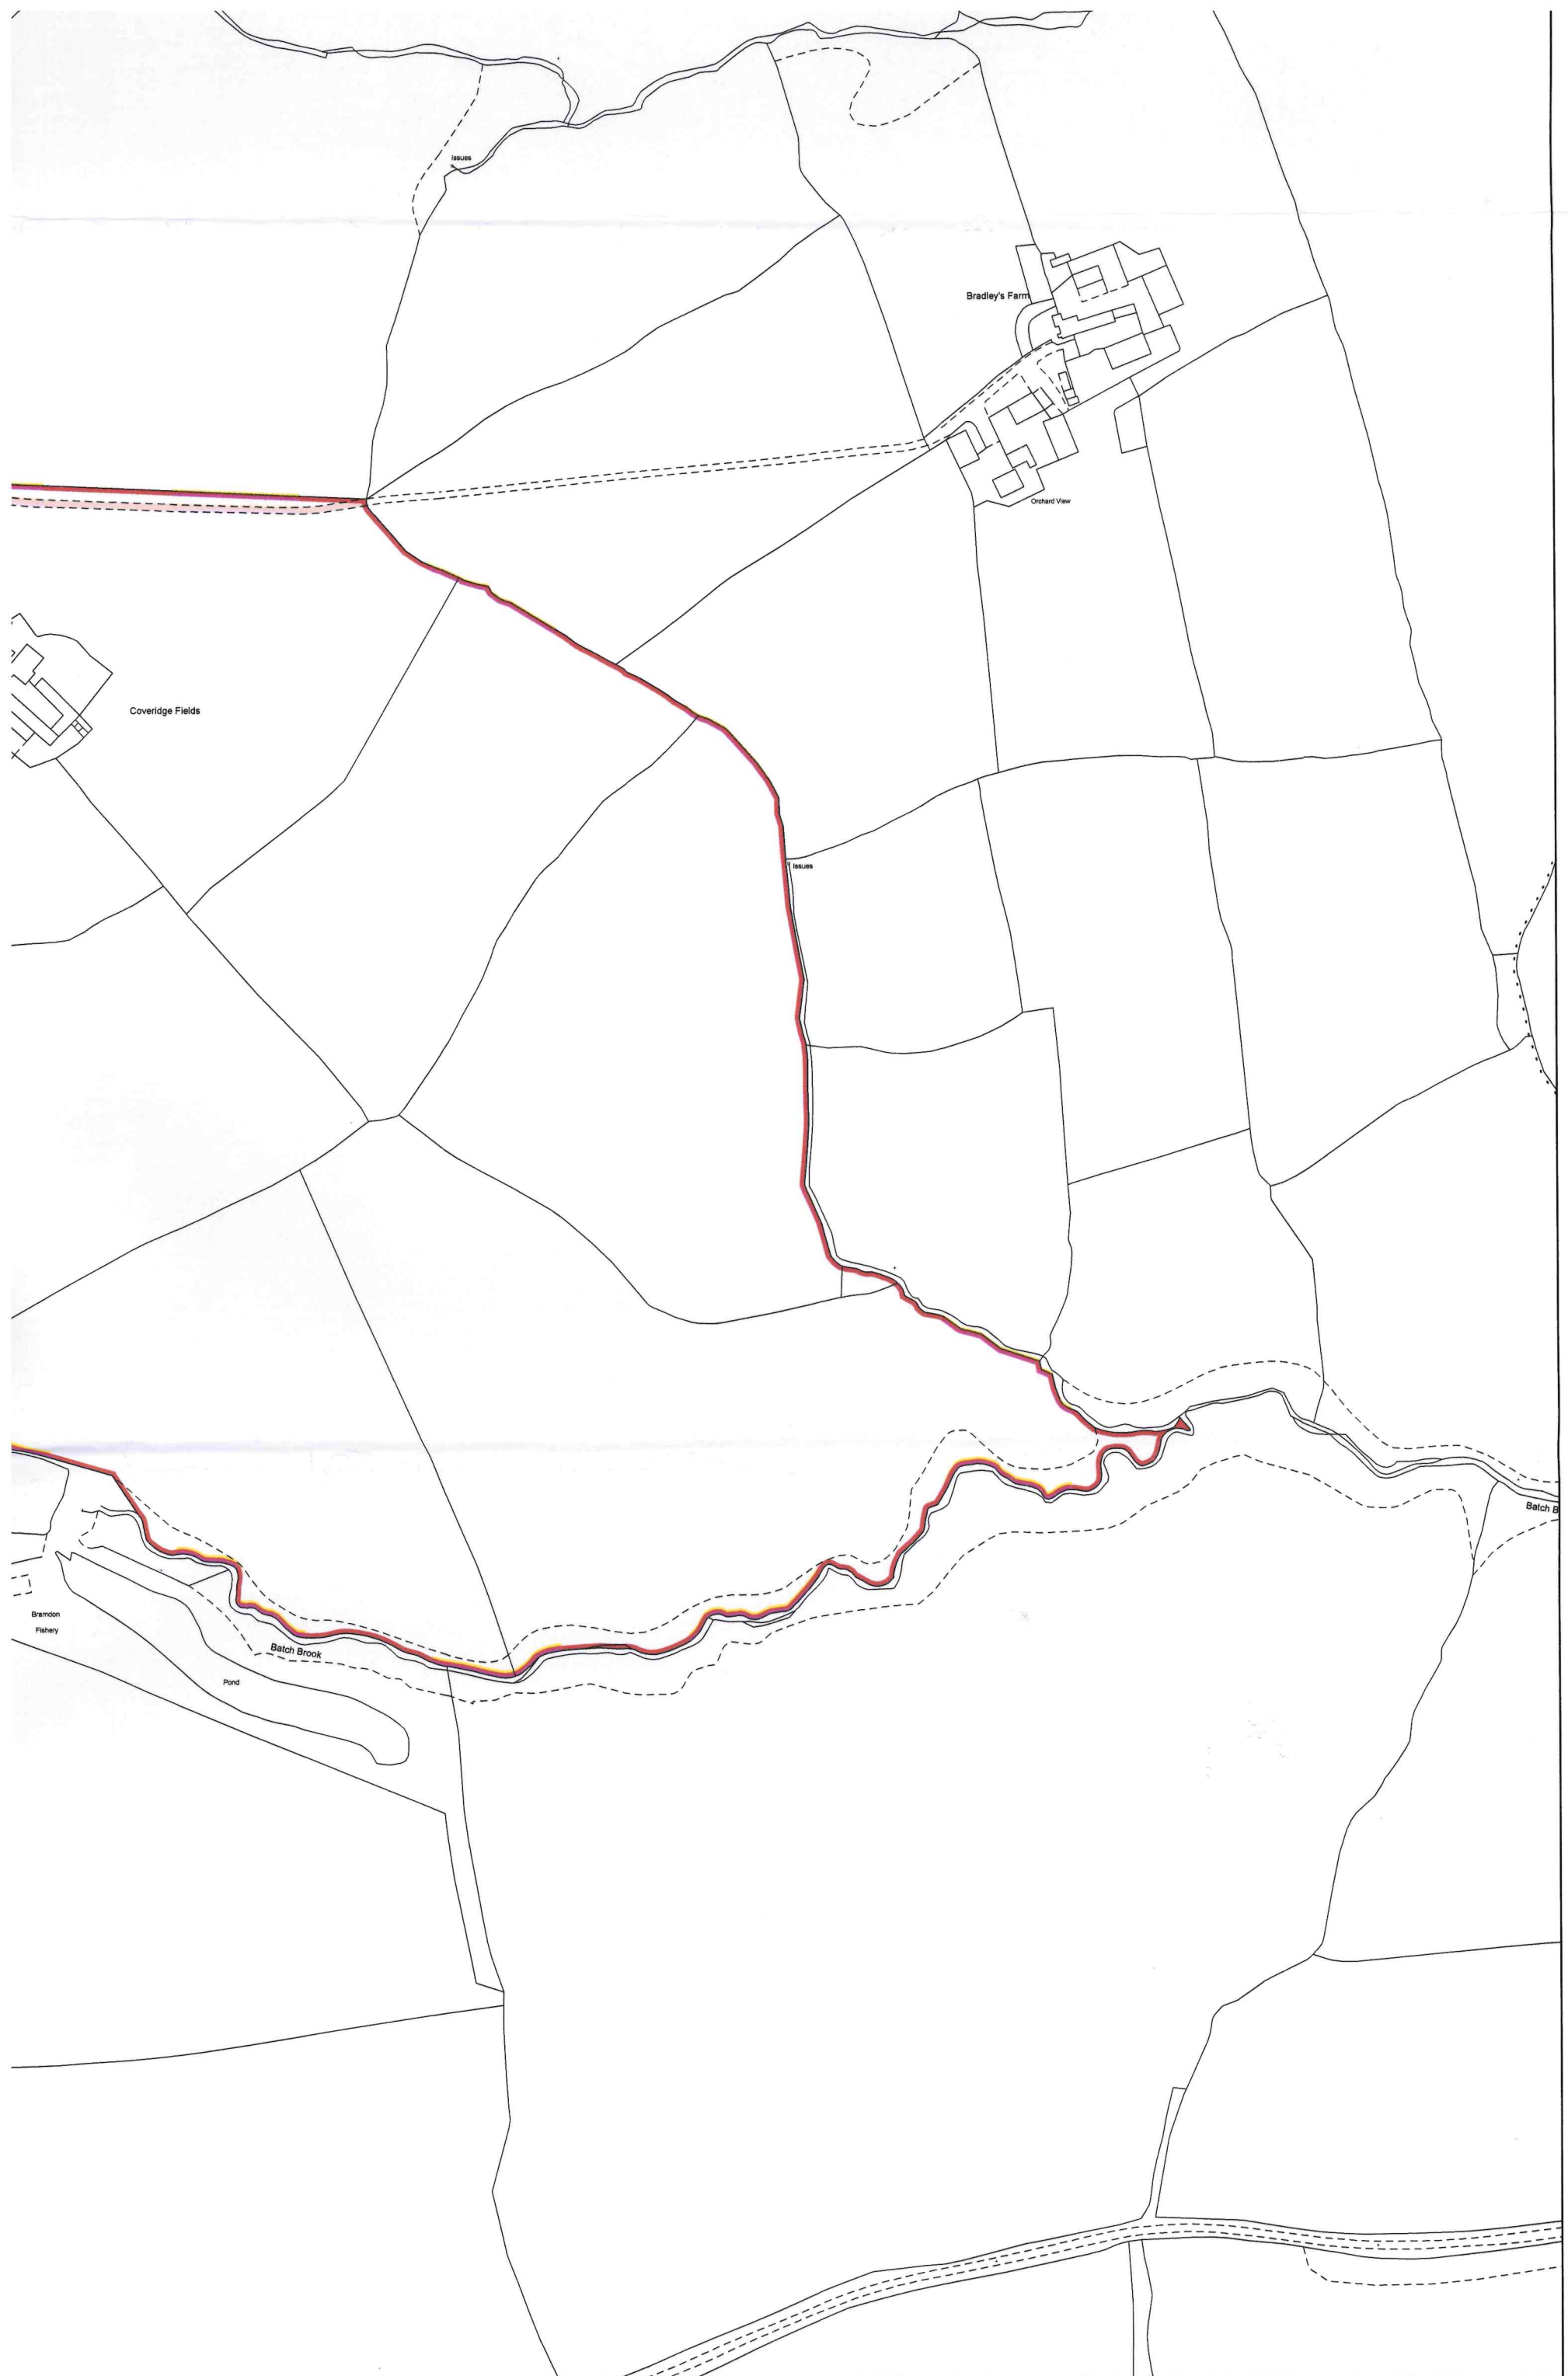 Issues
Bradley's Farm
Orchard View
Coveridge Fields
Issues
Batch B
Bramdon
Fishery
Batch Brook
Pond